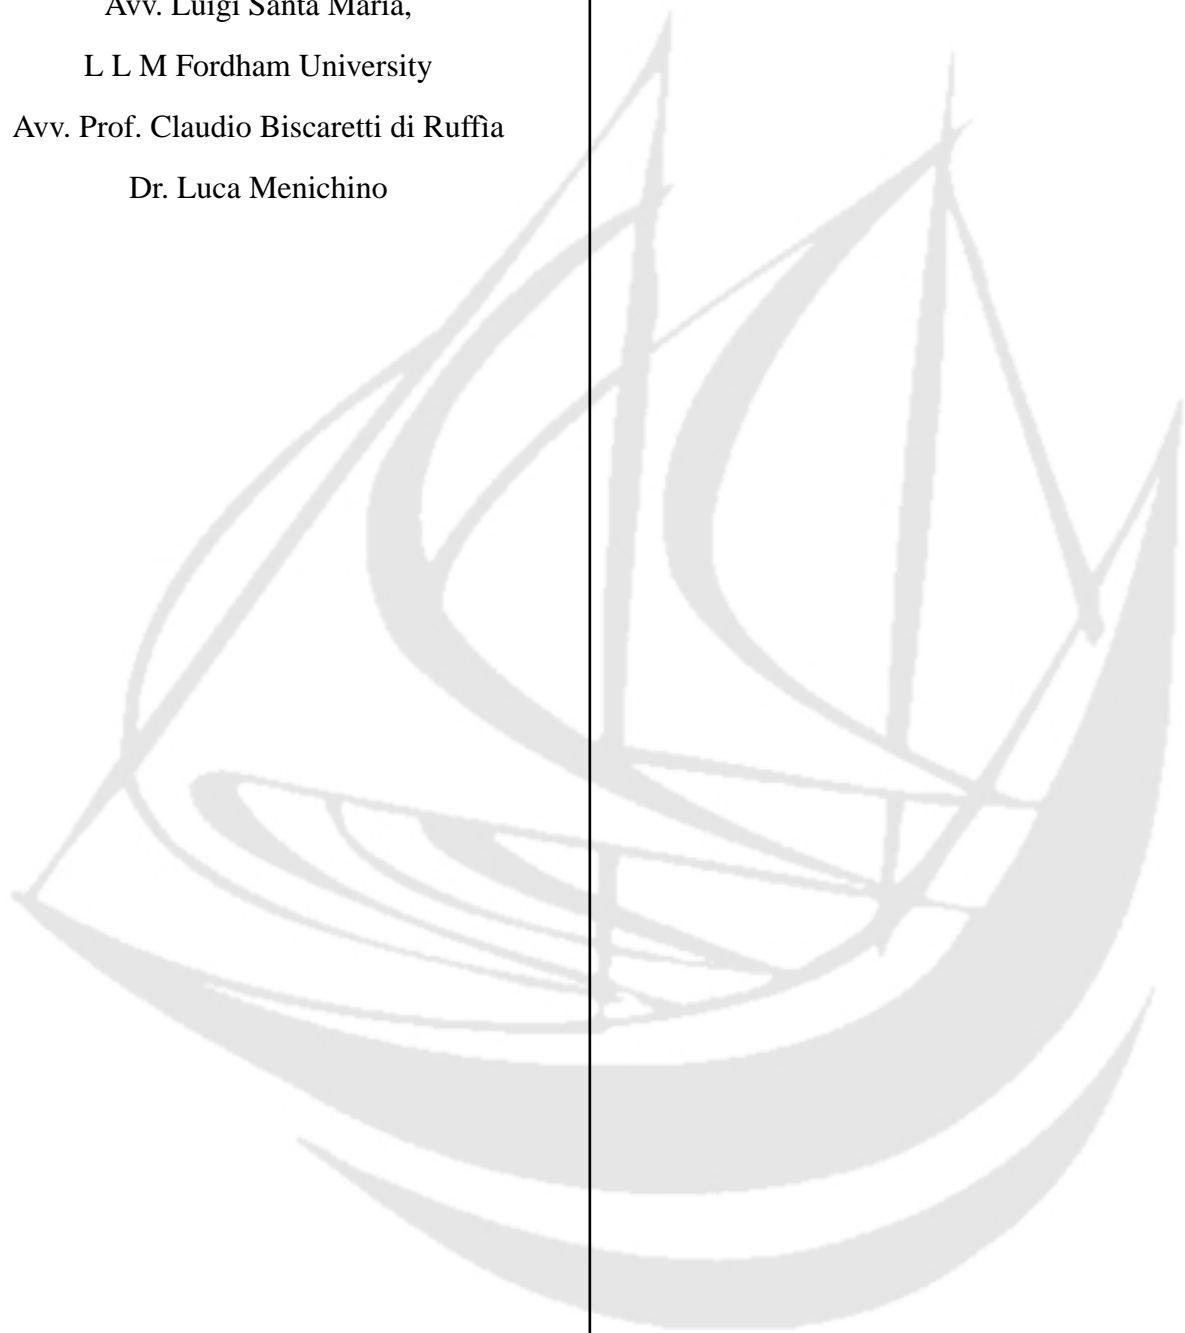 Avv. Luigi Santa Maria,
L L M Fordham University
Avv. Prof. Claudio Biscaretti di Ruffìa
Dr. Luca Menichino